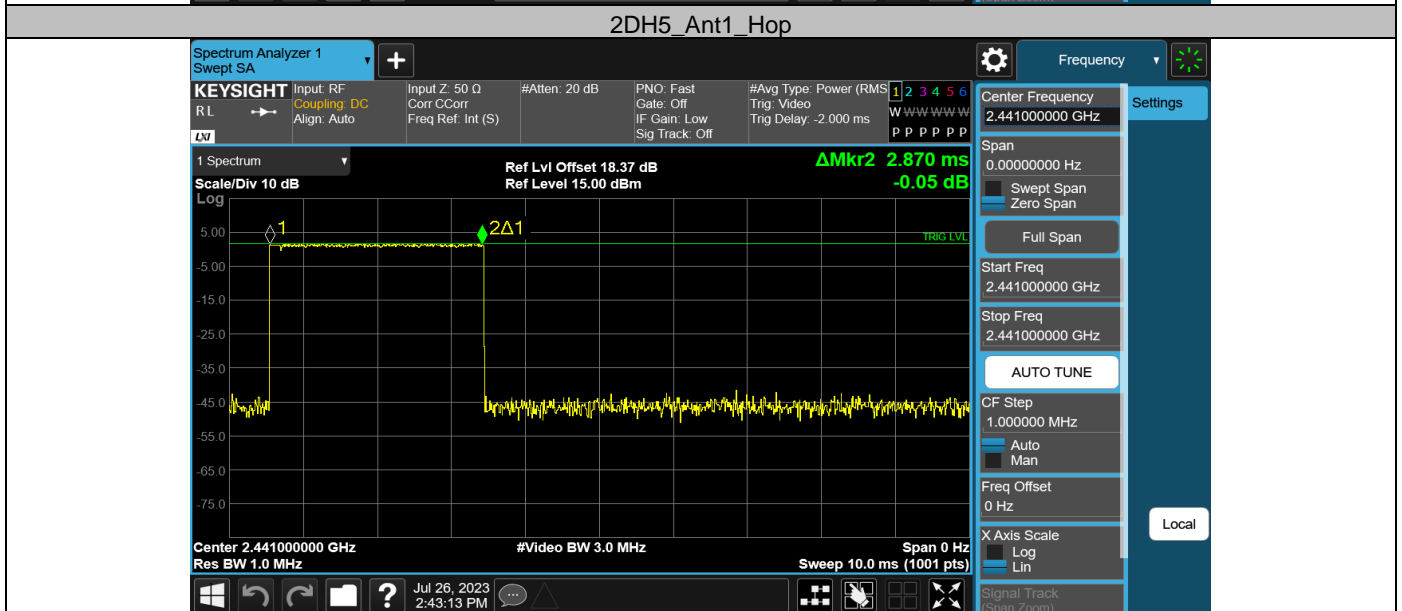 2DH5_Ant1_Hop
Spectrum Analyzer 1
Swept SA
Frequency
KEYSIGHT
RL
LXI
Input: RF
Coupling: DC
Align: Auto
Input Z: 50 Ω
Corr CCorr
Freq Ref: Int (S)
#Atten: 20 dB
PNO: Fast
Gate: Off
IF Gain: Low
Sig Track: Off
#Avg Type: Power (RMS
Trig: Video
Trig Delay: -2.000 ms
1 2 3 4 5 6
W W W W W W
P P P P P P
Center Frequency
2.441000000 GHz
Settings
1 Spectrum
Scale/Div 10 dB
Log
Ref Lvl Offset 18.37 dB
Ref Level 15.00 dBm
ΔMkr2 2.870 ms
-0.05 dB
Span
0.00000000 Hz
Swept Span
Zero Span
Full Span
Start Freq
2.441000000 GHz
Stop Freq
2.441000000 GHz
AUTO TUNE
CF Step
1.000000 MHz
Auto
Man
Freq Offset
0 Hz
X Axis Scale
Log
Lin
Signal Track
(Span Zoom)
Local
1
2Δ1
TRIG LVL
5.00
-5.00
-15.0
-25.0
-35.0
-45.0
-55.0
-65.0
-75.0
Center 2.441000000 GHz
#Video BW 3.0 MHz
Span 0 Hz
Res BW 1.0 MHz
Sweep 10.0 ms (1001 pts)
?
Jul 26, 2023
2:43:13 PM